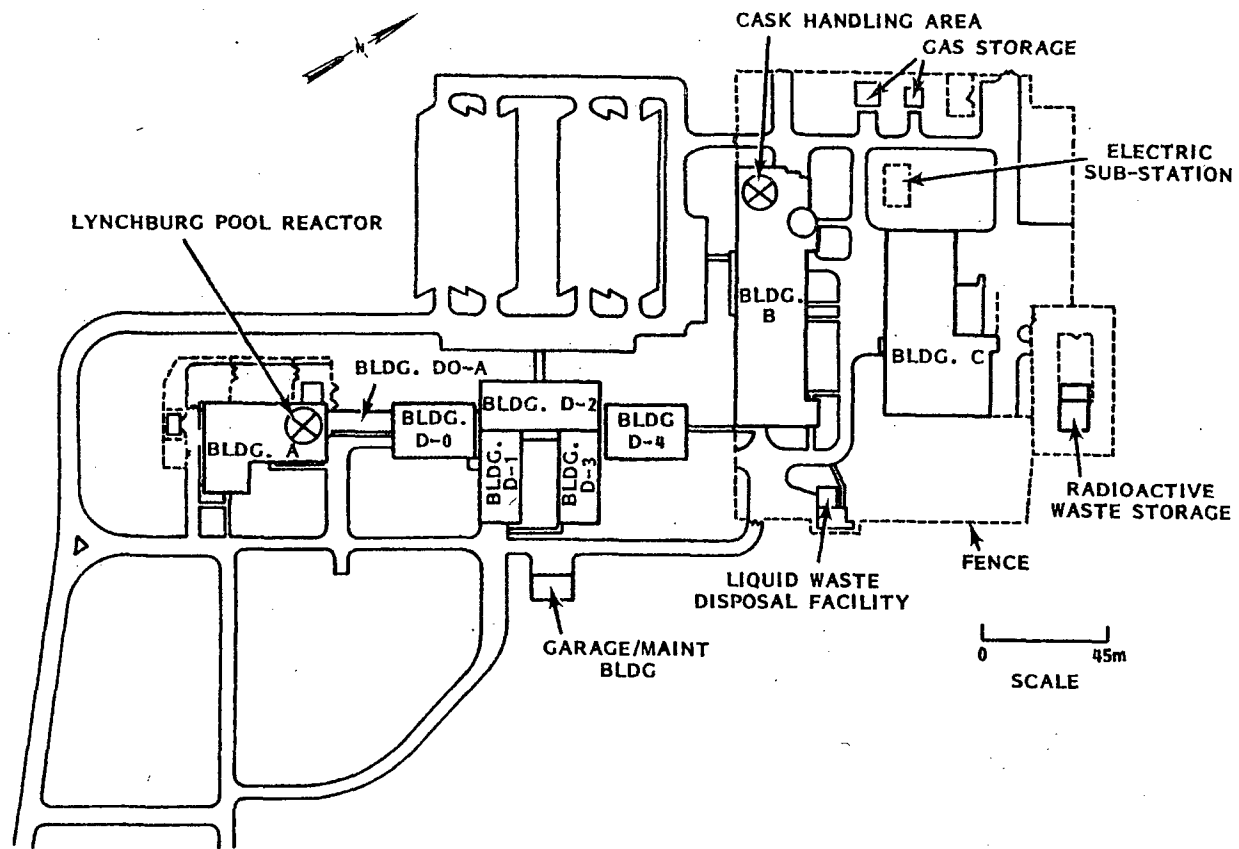 CASK HANDLING AREA
GAS STORAGE
N
ELECTRIC
SUB-STATION
LYNCHBURG POOL REACTOR
BLDG.
B
BLDG. C
BLDG. DO-A
BLDG. D-2
BLDG.
D-0
BLDG
D-4
BLDG. A
BLDG.
D-1
BLDG.
D-3
RADIOACTIVE
WASTE STORAGE
FENCE
LIQUID WASTE
DISPOSAL FACILITY
GARAGE/MAINT
BLDG
0 45m
SCALE